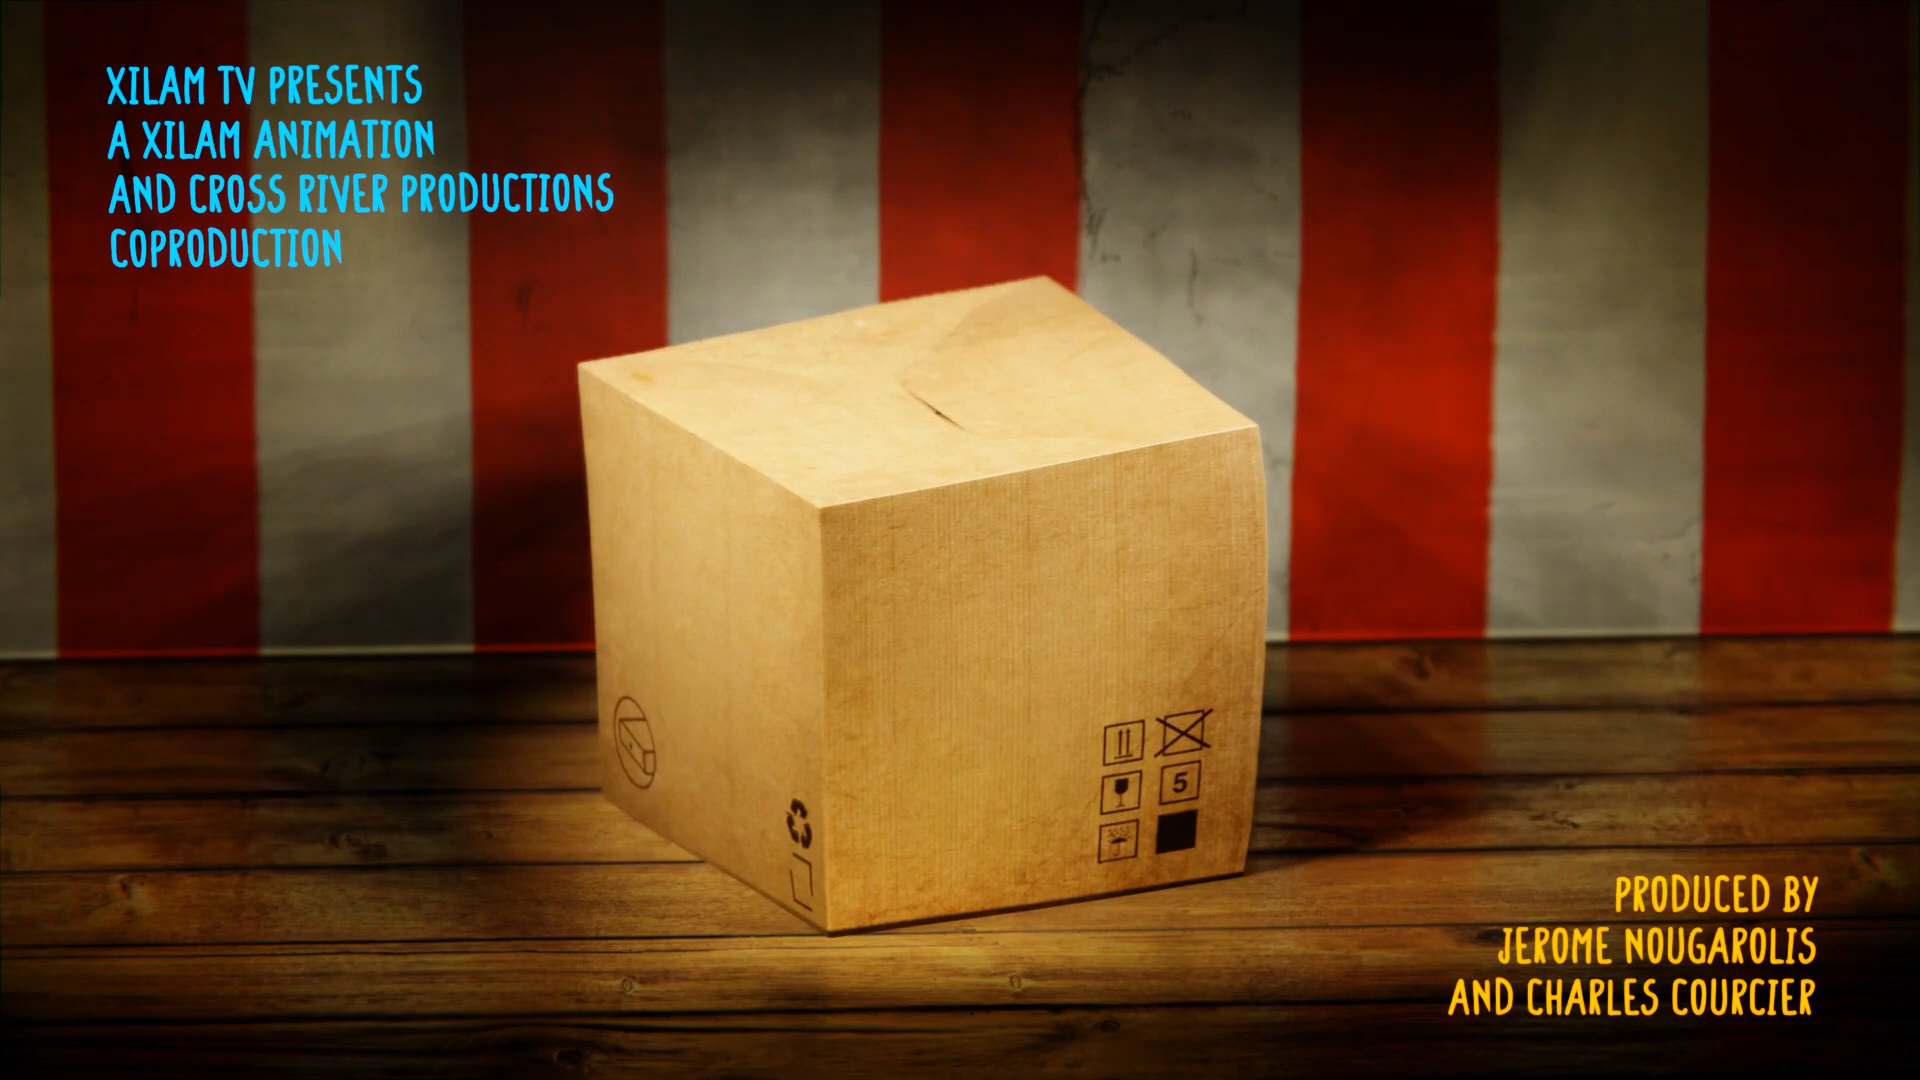 XILAM TV PRESENTS
A XILAM ANIMATION
AND CROSS RIVER PRODUCTIONS
COPRODUCTION
5
PRODUCED BY
JEROME NOUGAROLIS
AND CHARLES COURCIER